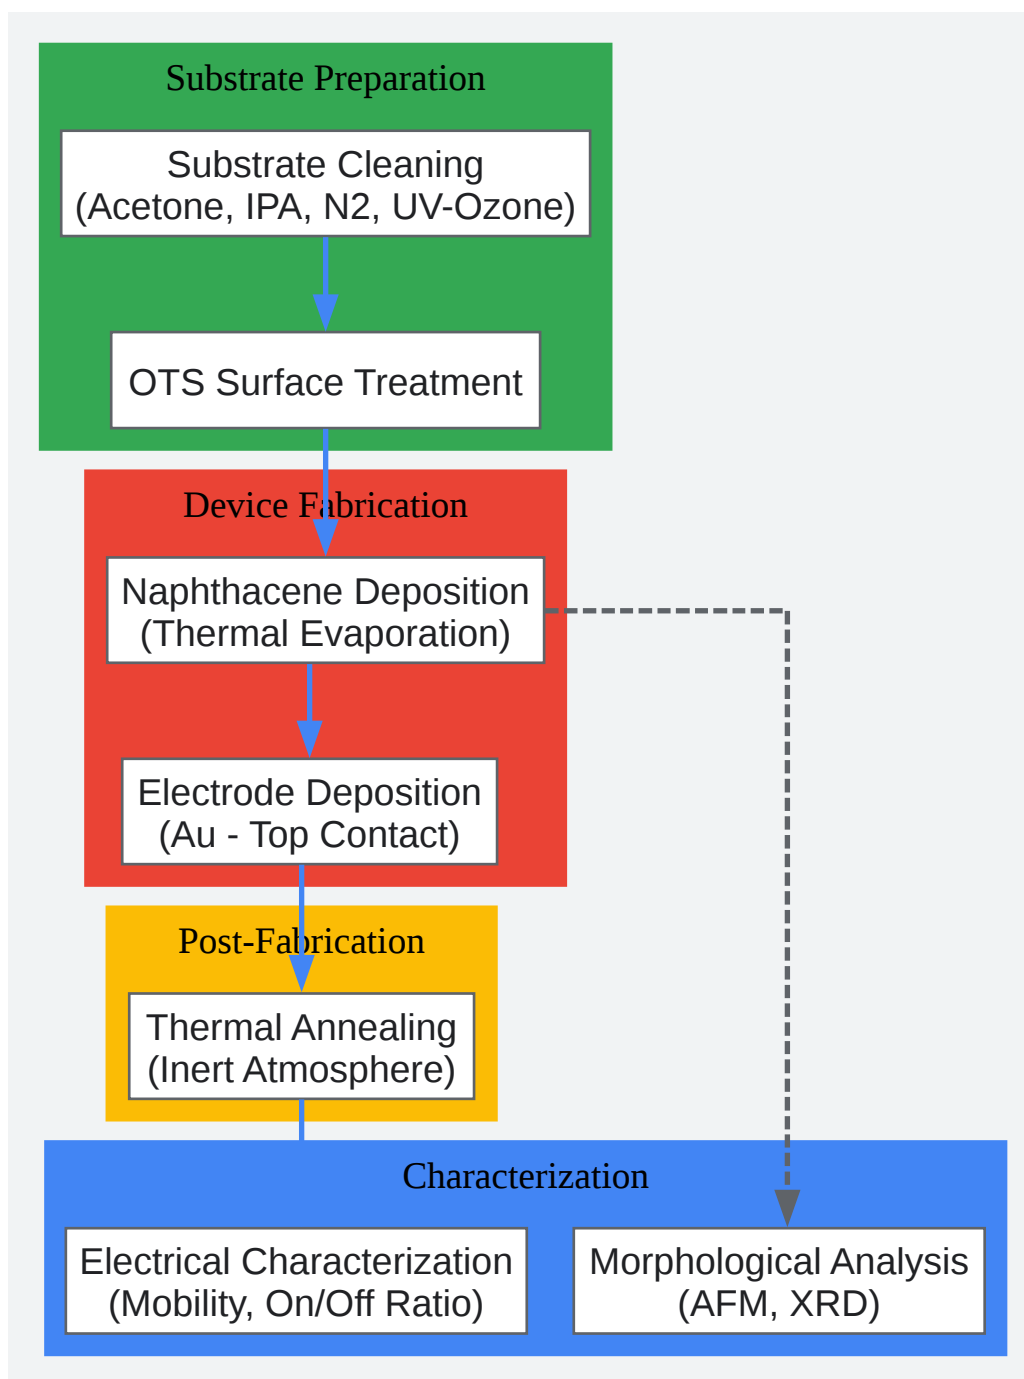 Substrate Preparation
Substrate Cleaning
(Acetone, IPA, N2, UV-Ozone)
OTS Surface Treatment
Device Fabrication
Naphthacene Deposition
(Thermal Evaporation)
Electrode Deposition
(Au - Top Contact)
Post-Fabrication
Thermal Annealing
(Inert Atmosphere)
Characterization
Electrical Characterization
(Mobility, On/Off Ratio)
Morphological Analysis
(AFM, XRD)